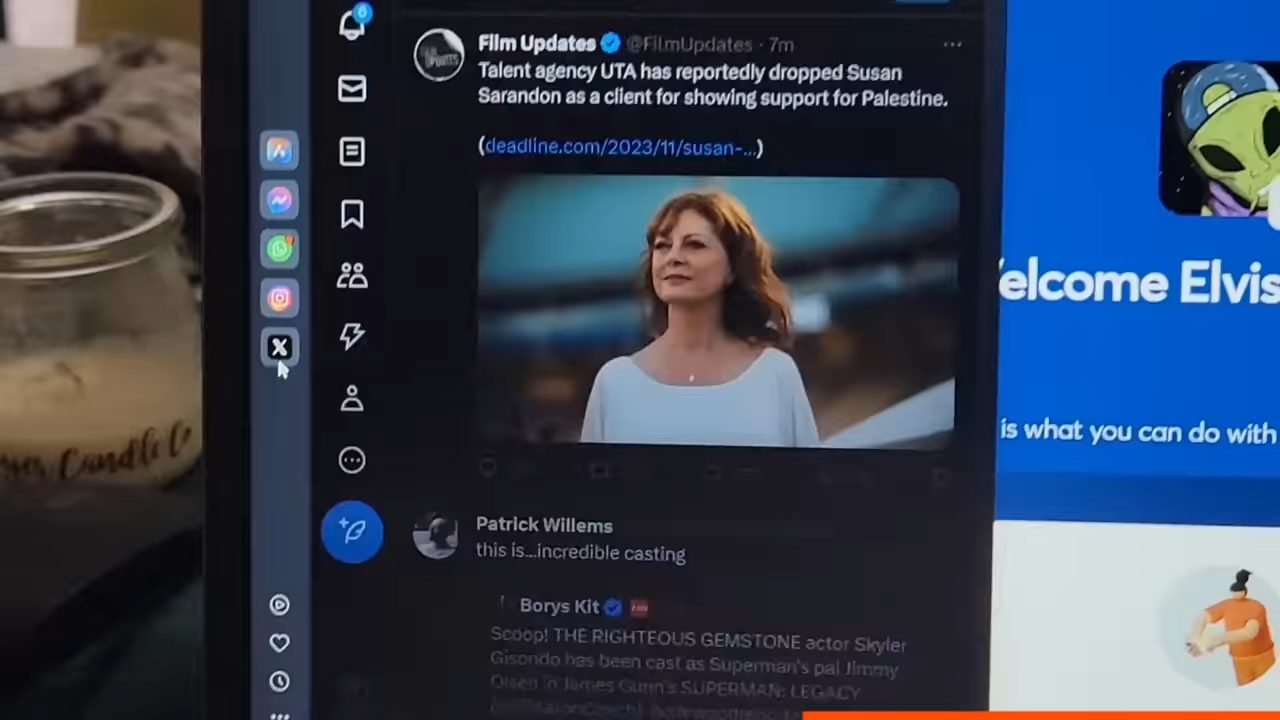 6
Film Updates @FilmUpdates · 7m
Talent agency UTA has reportedly dropped Susan
Sarandon as a client for showing support for Palestine.
(deadline.com/2023/11/susan-...)
Patrick Willems
this is...incredible casting
Borys Kit
Scoop! THE RIGHTEOUS GEMSTONE actor Skyler
Gisondo has been cast as Superman's pal Jimmy
Olsen in James Gunn's SUPERMAN: LEGACY
elcome Elvis
is what you can do with
Candle Co